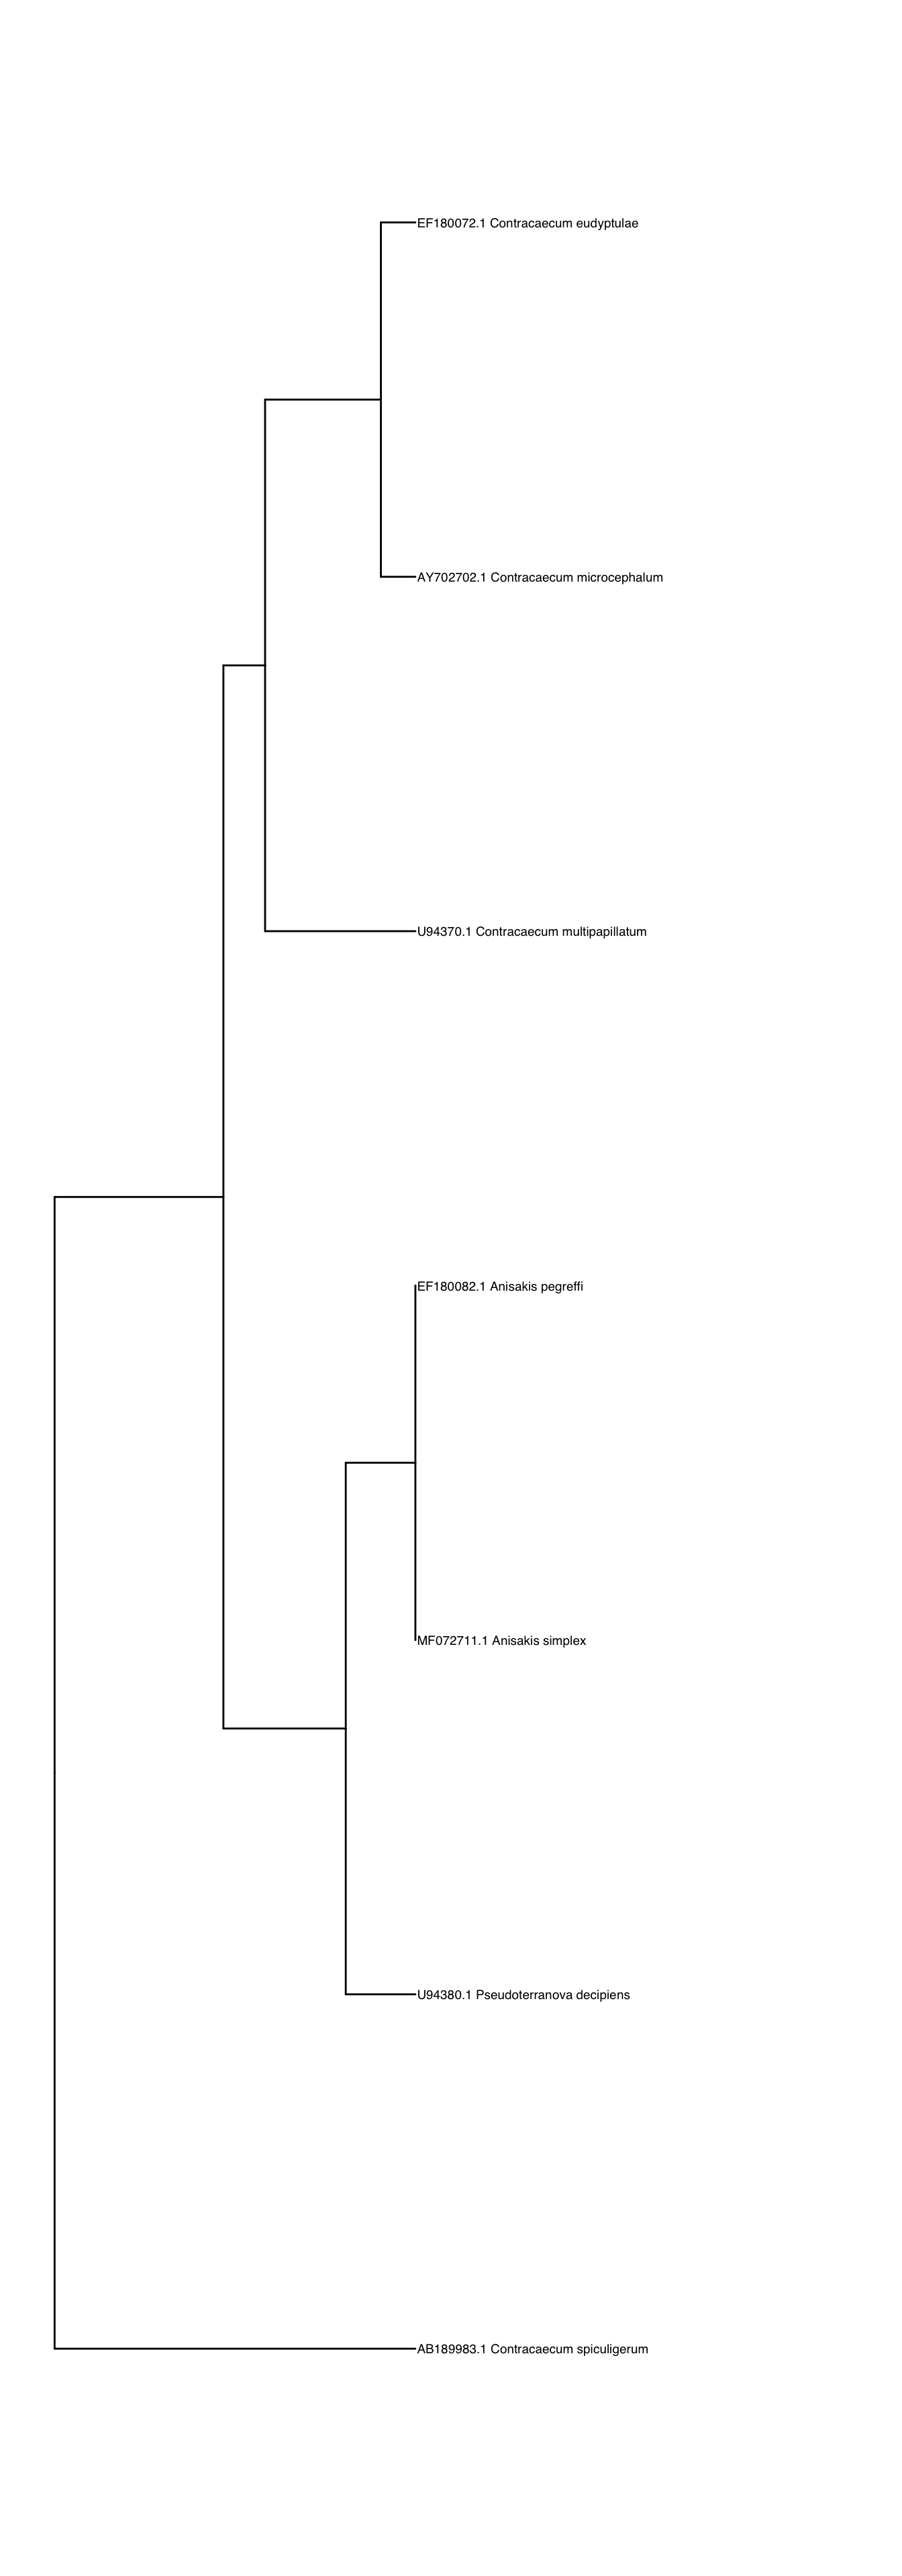 EF180072.1 Contracaecum eudyptulae
AY702702.1 Contracaecum microcephalum
U94370.1 Contracaecum multipapillatum
EF180082.1 Anisakis pegreffi
MF072711.1 Anisakis simplex
U94380.1 Pseudoterranova decipiens
AB189983.1 Contracaecum spiculigerum